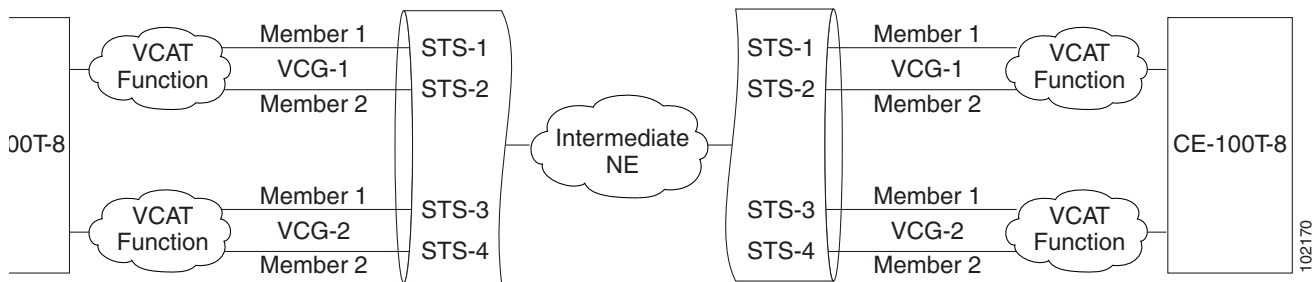 Member 1
VCAT
Function
VCG-1
Member 2
STS-1
STS-2
00T-8
Member 1
VCAT
Function
VCG-2
Member 2
STS-3
STS-4
Intermediate
NE
STS-1
STS-2
Member 1
VCG-1
Member 2
VCAT
Function
CE-100T-8
STS-3
STS-4
Member 1
VCG-2
Member 2
VCAT
Function
102170